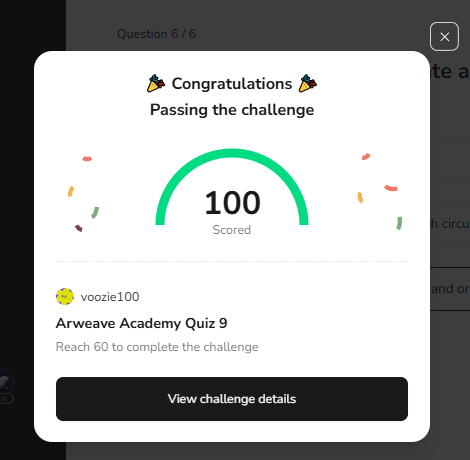 Question 6 / 6
te a
Congratulations
Passing the challenge
100
Scored
h circu
voozie100
and or
Arweave Academy Quiz 9
Reach 60 to complete the challenge
View challenge details